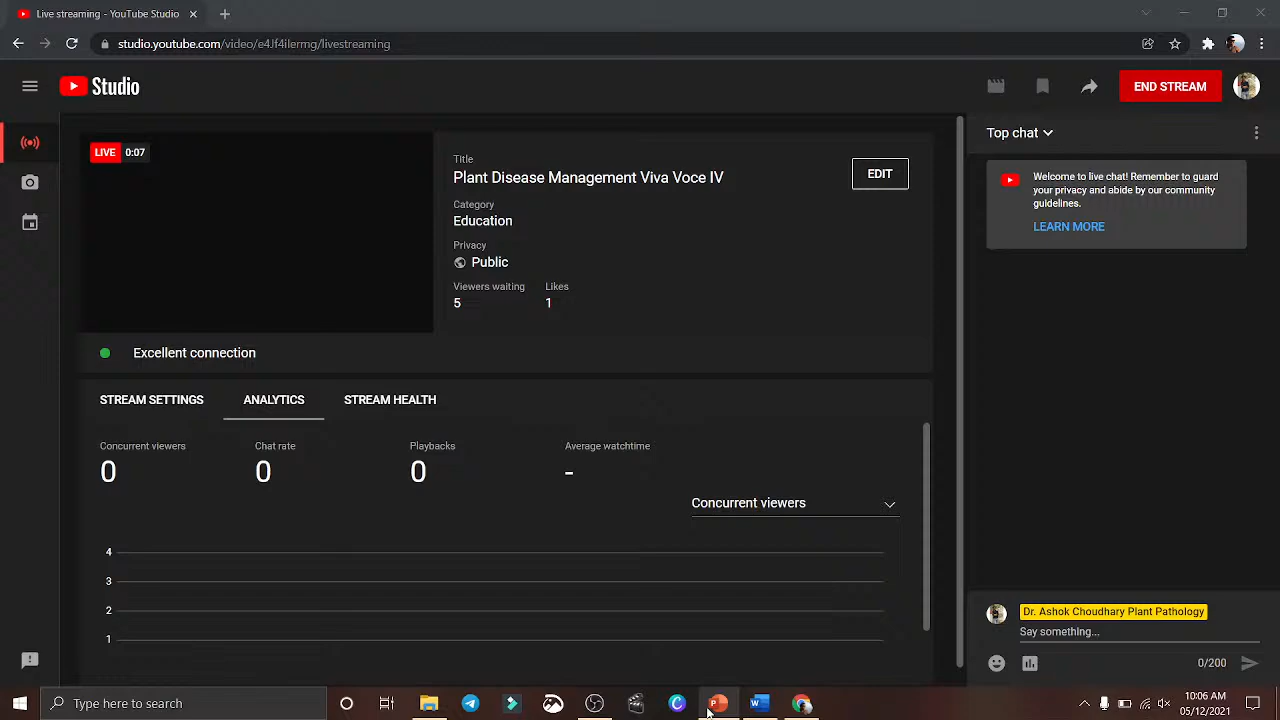 Live streaming - YouTube Studio
studio.youtube.com/video/e4Jf4ilermg/livestreaming
Studio
END STREAM
LIVE 0:07
Title
Plant Disease Management Viva Voce IV
EDIT
Category
Education
Privacy
Public
Viewers waiting Likes
5 1
Excellent connection
STREAM SETTINGS ANALYTICS STREAM HEALTH
Concurrent viewers Chat rate Playbacks Average watchtime
0 0 0 -
Concurrent viewers
4
3
2
1
Top chat
Welcome to live chat! Remember to guard
your privacy and abide by our community
guidelines.
LEARN MORE
Dr. Ashok Choudhary Plant Pathology
Say something...
0/200
Type here to search
10:06 AM
05/12/2021